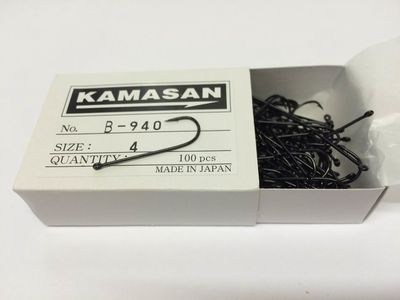 KAMASAN
No. B-940
SIZE: 4
QUANTITY: 100 pcs
MADE IN JAPAN